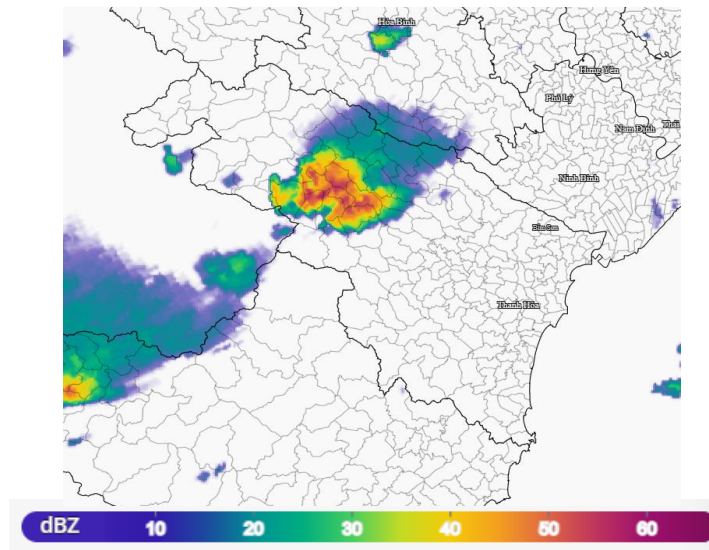 Hòa Bình
Hưng Yên
Phủ Lý
Nam Định
Thái
Ninh Bình
Bỉm Sơn
Thanh Hóa
dBZ 10 20 30 40 50 60